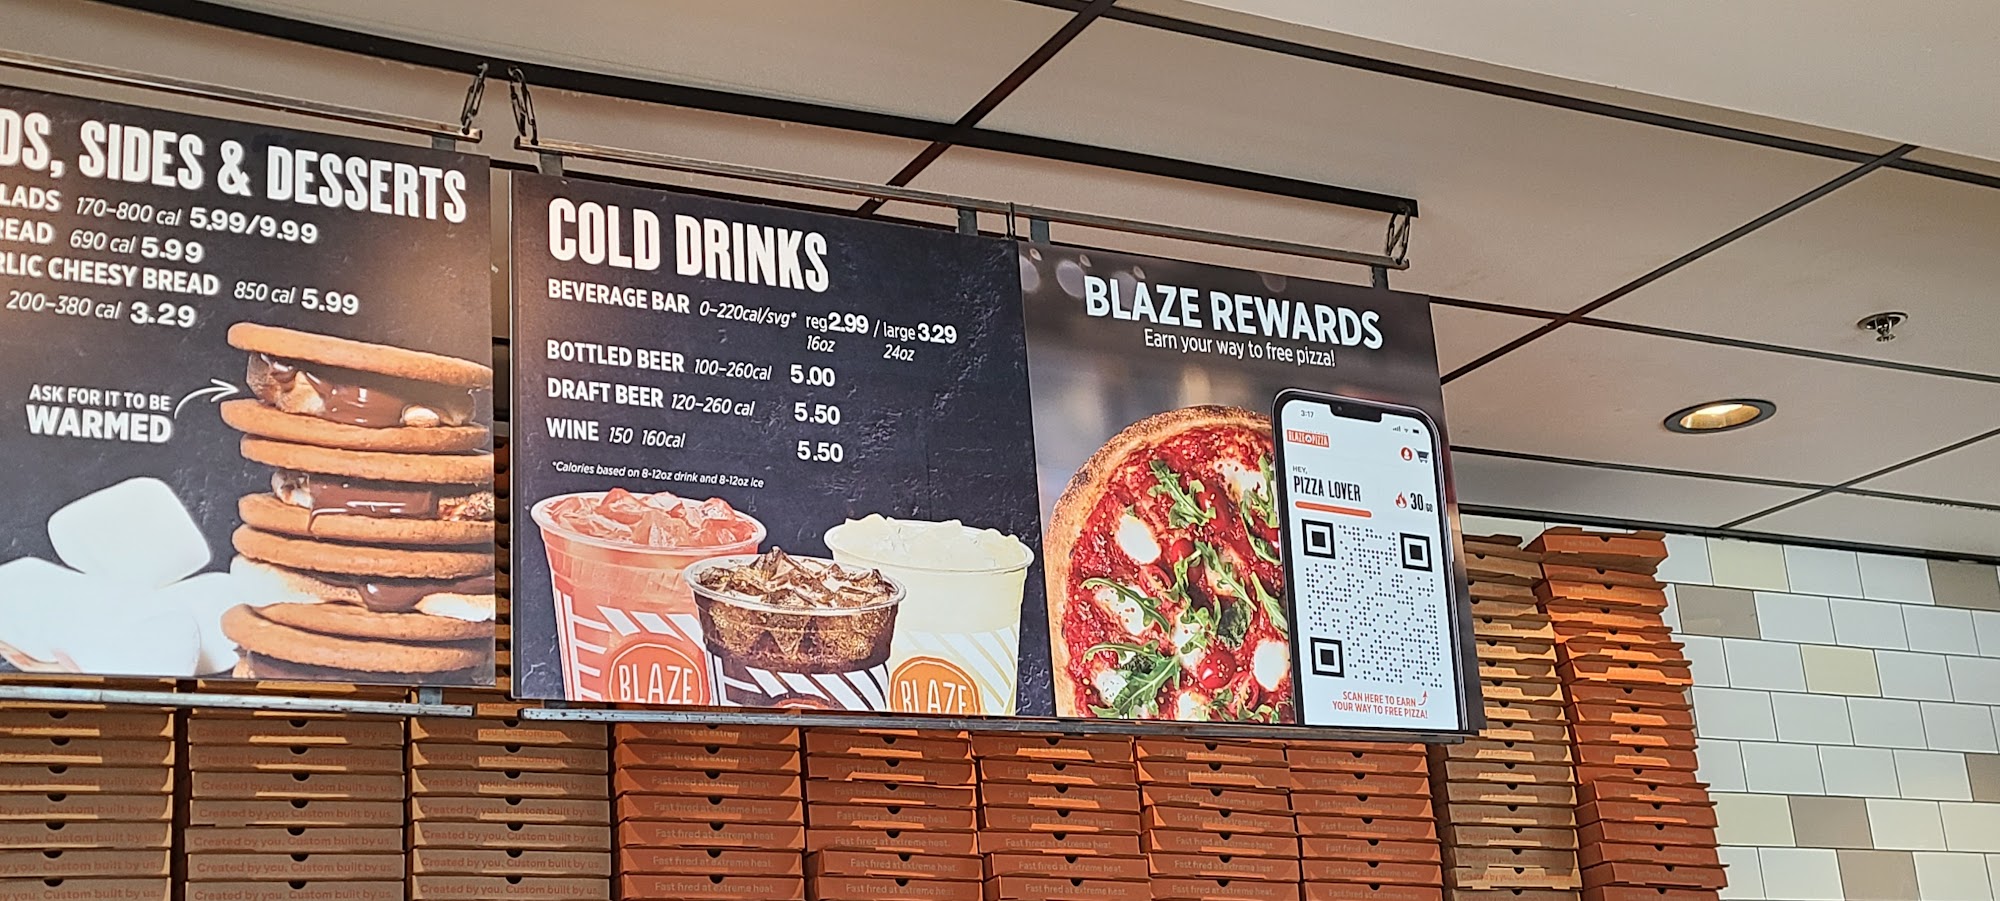 DS, SIDES & DESSERTS
LADS 170-800 cal 5.99/9.99
READ 690 cal 5.99
RLIC CHEESY BREAD 850 cal 5.99
200-380 cal 3.29
ASK FOR IT TO BE
WARMED
COLD DRINKS
BEVERAGE BAR 0-220cal/svg* reg 2.99 / large 3.29
16oz 24oz
BOTTLED BEER 100-260cal 5.00
DRAFT BEER 120-260 cal 5.50
WINE 150 160cal 5.50
*Calories based on 8-12oz drink and 8-12oz ice
BLAZE
BLAZE
BLAZE REWARDS
Earn your way to free pizza!
3:17
BLAZE PIZZA
HEY,
PIZZA LOVER
30
SCAN HERE TO EARN
YOUR WAY TO FREE PIZZA!
Created by you. Custom built by us.
Fast fired at extreme heat.